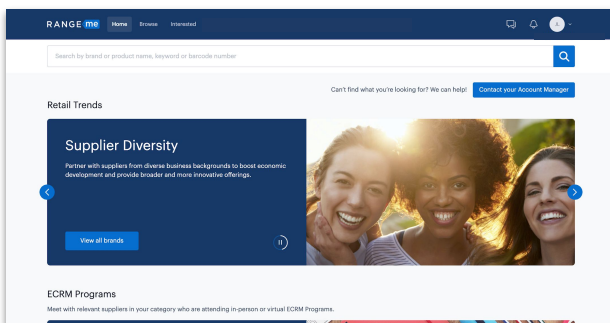 RANGE me Home Browse Interested
Search by brand or product name, keyword or barcode number
Can't find what you're looking for? We can help! Contact your Account Manager
Retail Trends
Supplier Diversity
Partner with suppliers from diverse business backgrounds to boost economic
development and provide broader and more innovative offerings.
View all brands
ECRM Programs
Meet with relevant suppliers in your category who are attending in-person or virtual ECRM Programs.